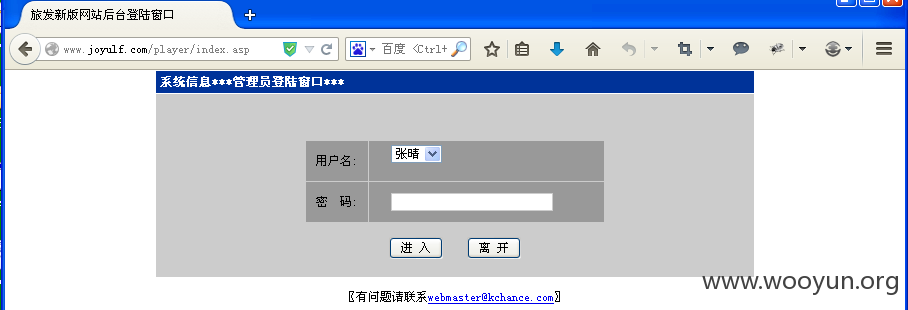 旅发新版网站后台登陆窗口
www.joyulf.com/player/index.asp
百度 <Ctrl+
系统信息***管理员登陆窗口***
用户名:
张晴
密 码:
进 入 离 开
〖有问题请联系webmaster@kchance.com〗
www.wooyun.org